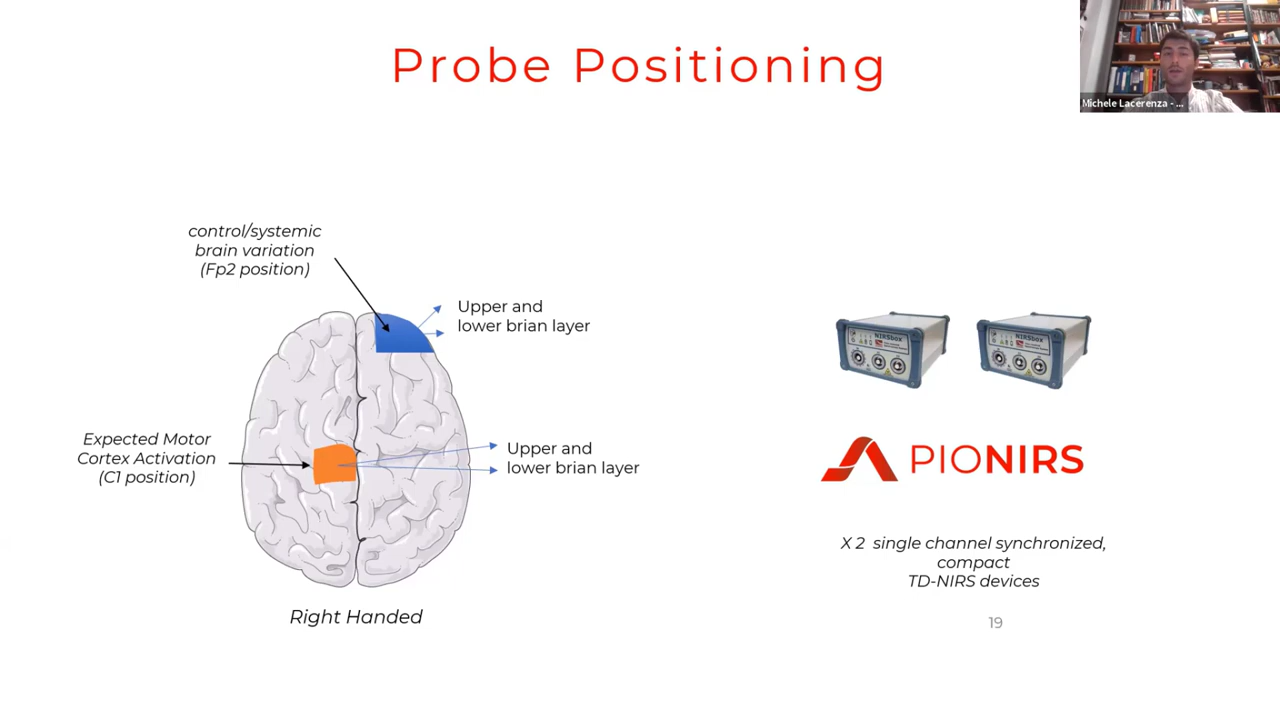 Probe Positioning
Michele Lacerenza - ...
control/systemic
brain variation
(Fp2 position)
Upper and
lower brian layer
Expected Motor
Cortex Activation
(C1 position)
Upper and
lower brian layer
Right Handed
NIRSbox
NIRSbox
PIONIRS
X 2 single channel synchronized,
compact
TD-NIRS devices
19